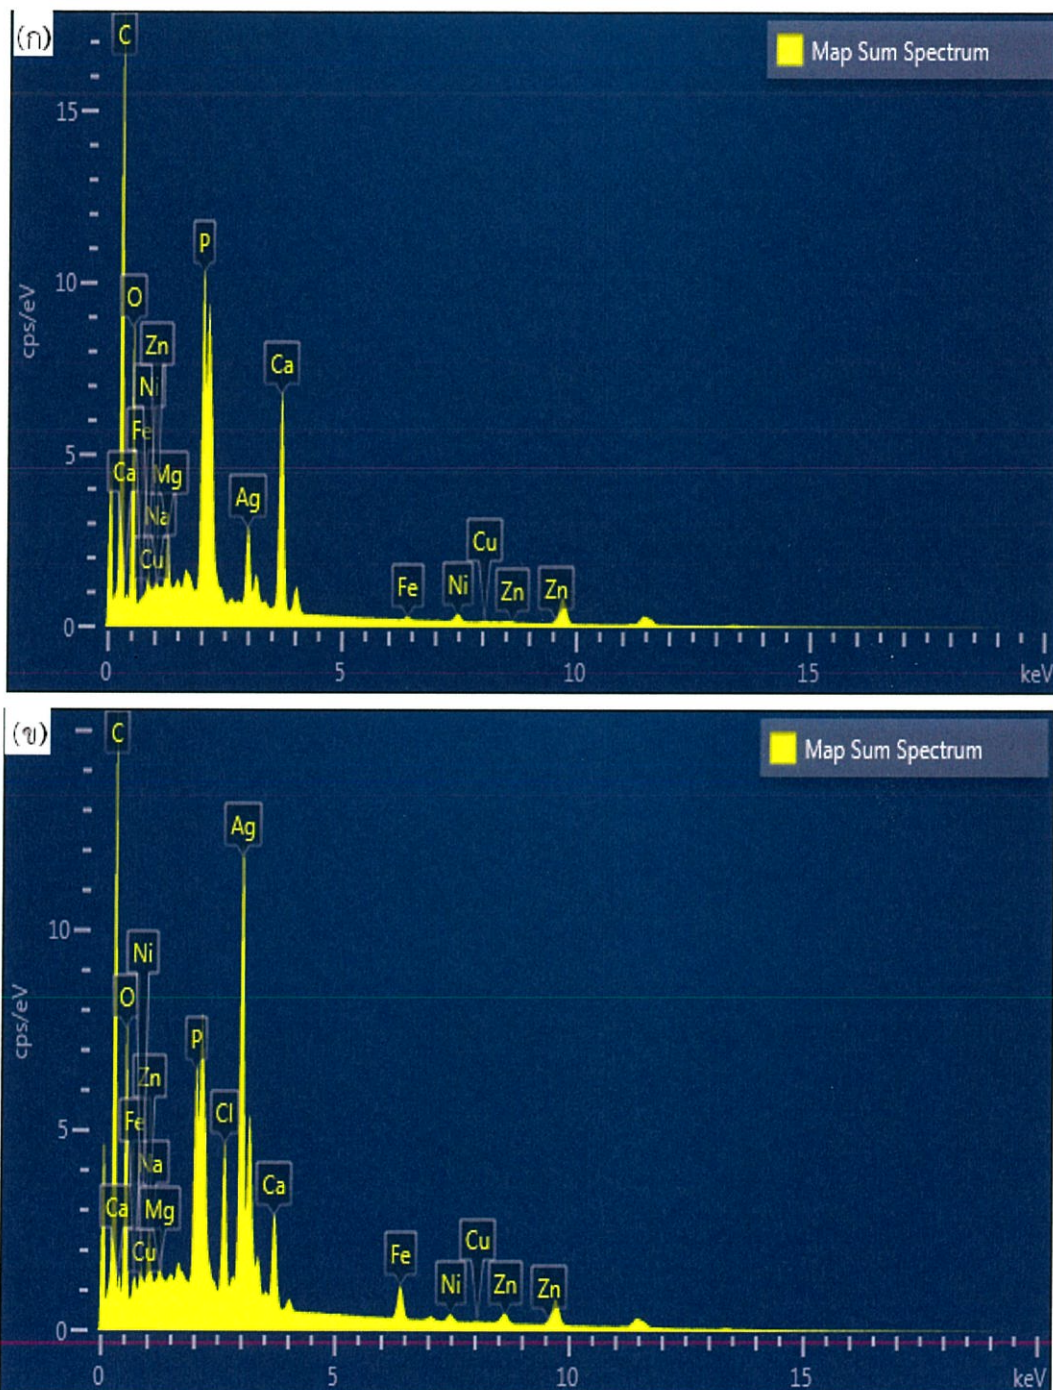 (ก)
Map Sum Spectrum
C
15
P
10
O
Zn
Ca
Ni
Fe
5
Ca
Mg
Ag
Na
Cu
Cu
Fe
Ni
Zn
Zn
0
cps/eV
0
5
10
15
keV
(ข)
Map Sum Spectrum
C
Ag
10
Ni
O
P
Zn
Cl
Fe
5
Na
Ca
Ca
Mg
Cu
Cu
Fe
Ni
Zn
Zn
0
cps/eV
0
5
10
15
keV